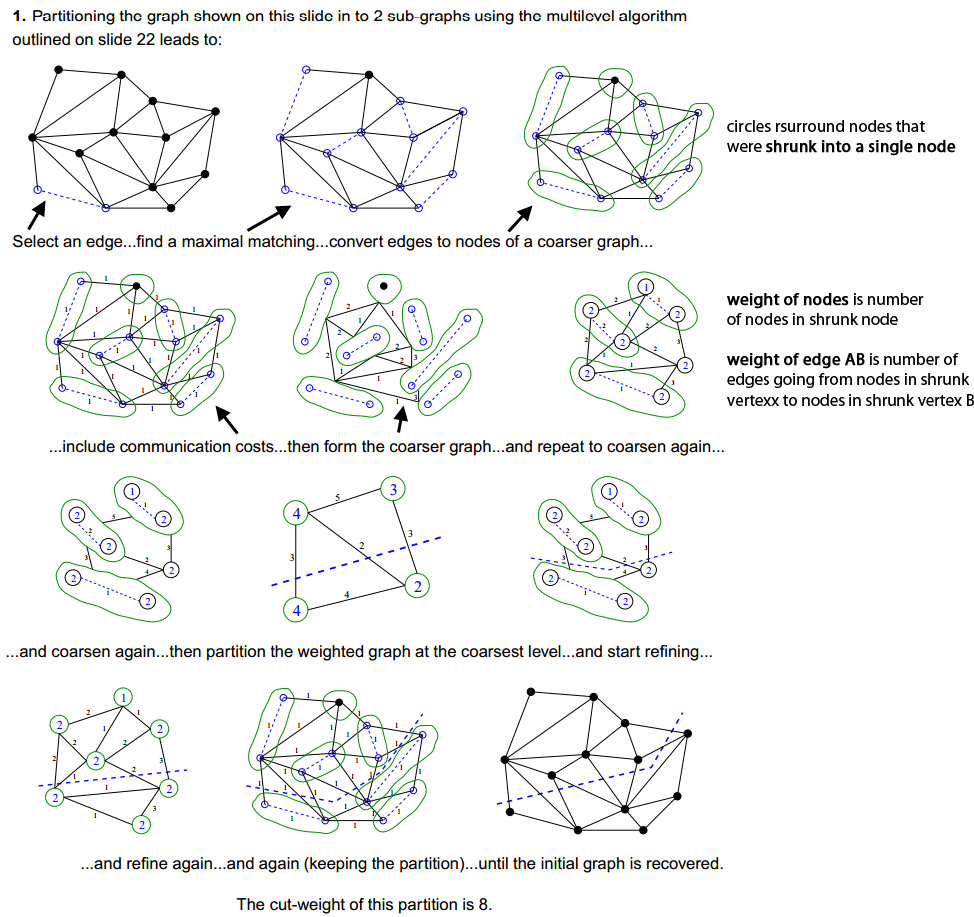 1. Partitioning the graph shown on this slide in to 2 sub-graphs using the multilevel algorithm
outlined on slide 22 leads to:
circles rsurround nodes that
were shrunk into a single node
Select an edge...find a maximal matching...convert edges to nodes of a coarser graph...
weight of nodes is number
of nodes in shrunk node
weight of edge AB is number of
edges going from nodes in shrunk
vertexx to nodes in shrunk vertex B
...include communication costs...then form the coarser graph...and repeat to coarsen again...
5 3
4
2 3
3
2
4
4
...and coarsen again...then partition the weighted graph at the coarsest level...and start refining...
...and refine again...and again (keeping the partition)...until the initial graph is recovered.
The cut-weight of this partition is 8.